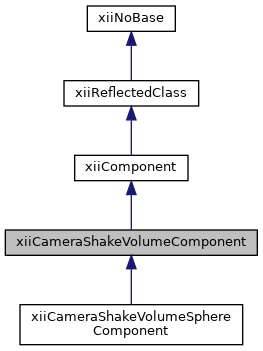 xiiNoBase
xiiReflectedClass
xiiComponent
xiiCameraShakeVolumeComponent
xiiCameraShakeVolumeSphere
Component